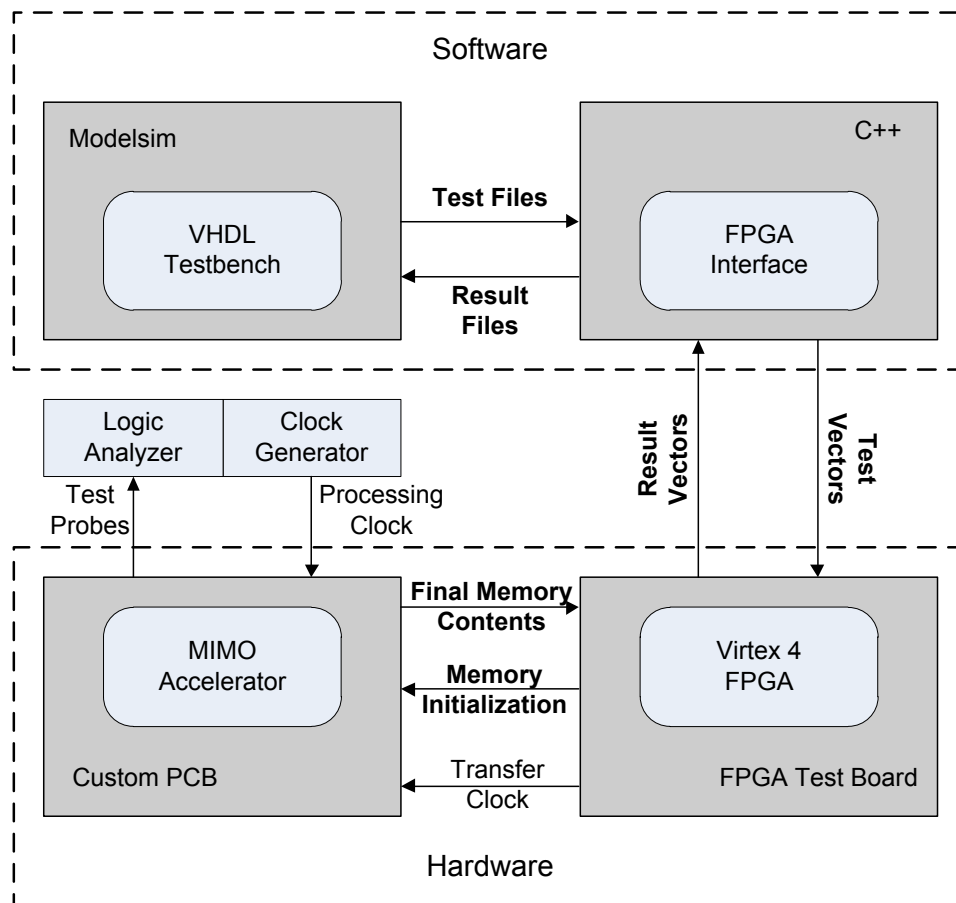 Software
Modelsim
VHDL
Testbench
Test Files
Result
Files
C++
FPGA
Interface
Logic
Analyzer
Clock
Generator
Test
Probes
Processing
Clock
Result
Vectors
Test
Vectors
MIMO
Accelerator
Custom PCB
Final Memory
Contents
Memory
Initialization
Transfer
Clock
Virtex 4
FPGA
FPGA Test Board
Hardware